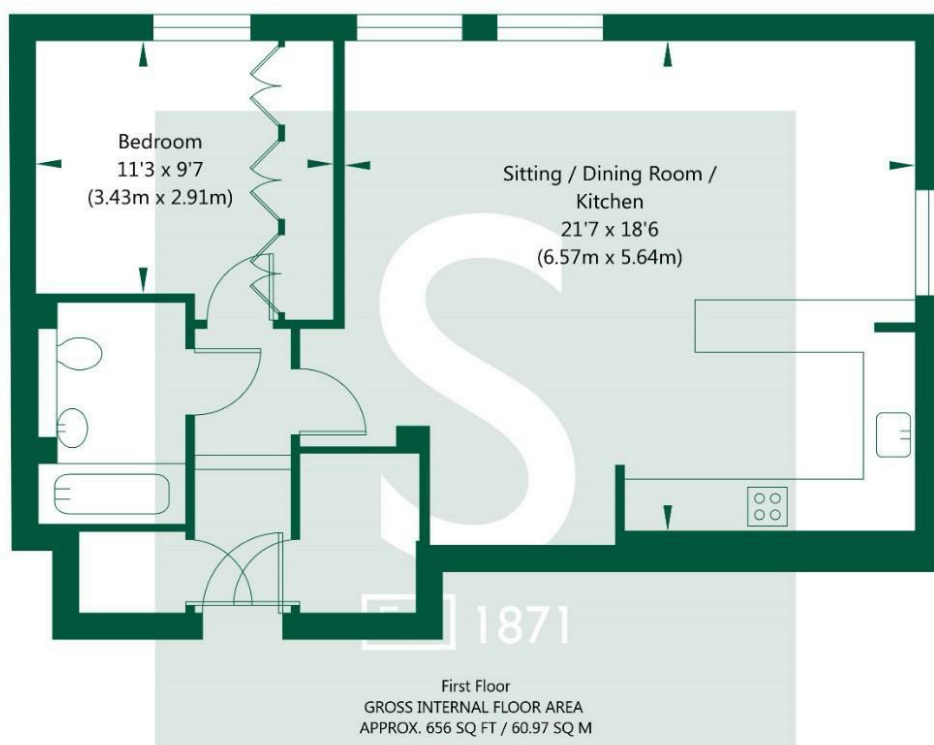 Bedroom
11'3 x 9'7
(3.43m x 2.91m)
Sitting / Dining Room /
Kitchen
21'7 x 18'6
(6.57m x 5.64m)
S
1871
First Floor
GROSS INTERNAL FLOOR AREA
APPROX. 656 SQ FT / 60.97 SQ M